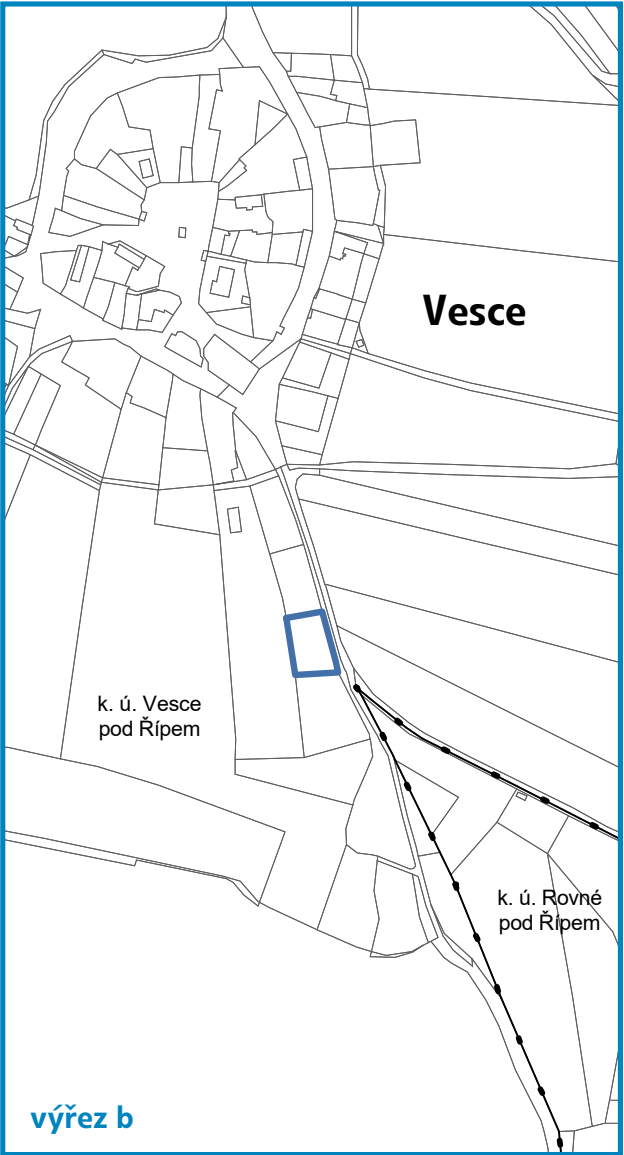 Vesce
k. ú. Vesce
pod Řípem
k. ú. Rovné
pod Řípem
výřez b